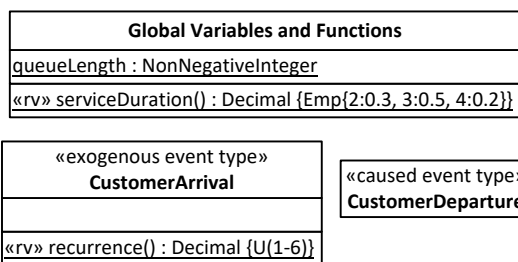 Global Variables and Functions
queueLength : NonNegativeInteger
«rv» serviceDuration() : Decimal {Emp{2:0.3, 3:0.5, 4:0.2}}
«exogenous event type»
CustomerArrival
«rv» recurrence() : Decimal {U(1-6)}
«caused event type»
CustomerDeparture